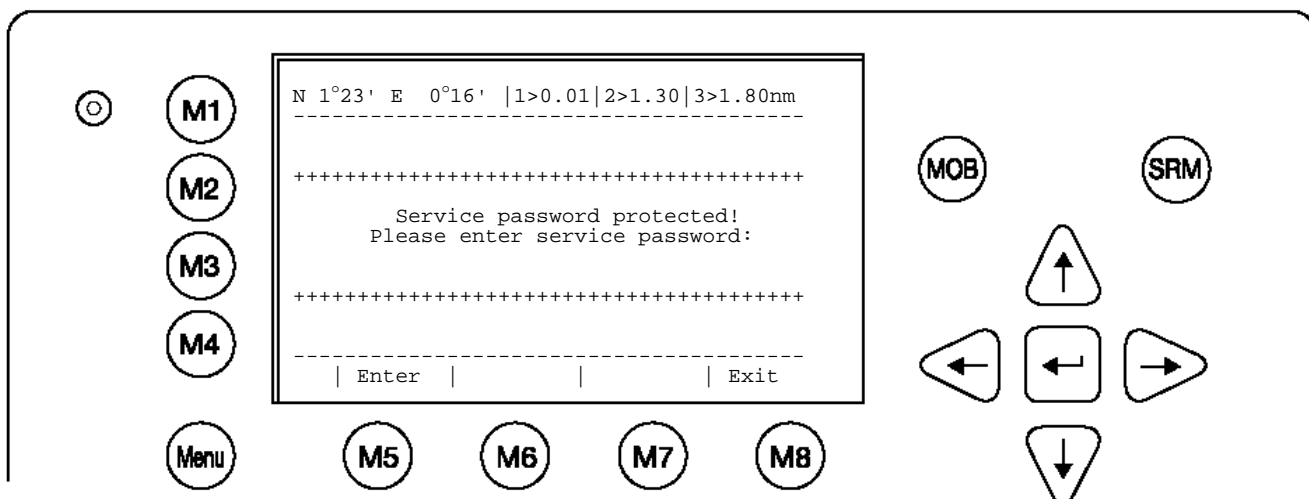 N 1°23' E 0°16' |1>0.01|2>1.30|3>1.80nm
----------------------------------------
++++++++++++++++++++++++++++++++++++++++
Service password protected!
Please enter service password:
++++++++++++++++++++++++++++++++++++++++
----------------------------------------
| Enter | | | Exit
M1
M2
M3
M4
MOB SRM
Menu M5 M6 M7 M8